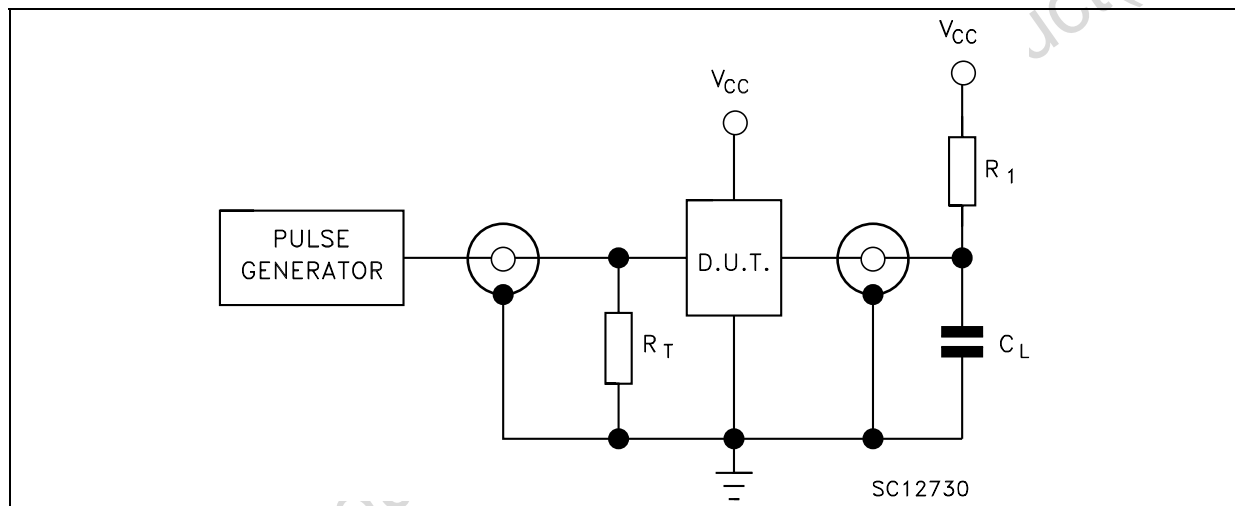 V_CC
V_CC
R_1
PULSE
GENERATOR
D.U.T.
R_T
C_L
SC12730